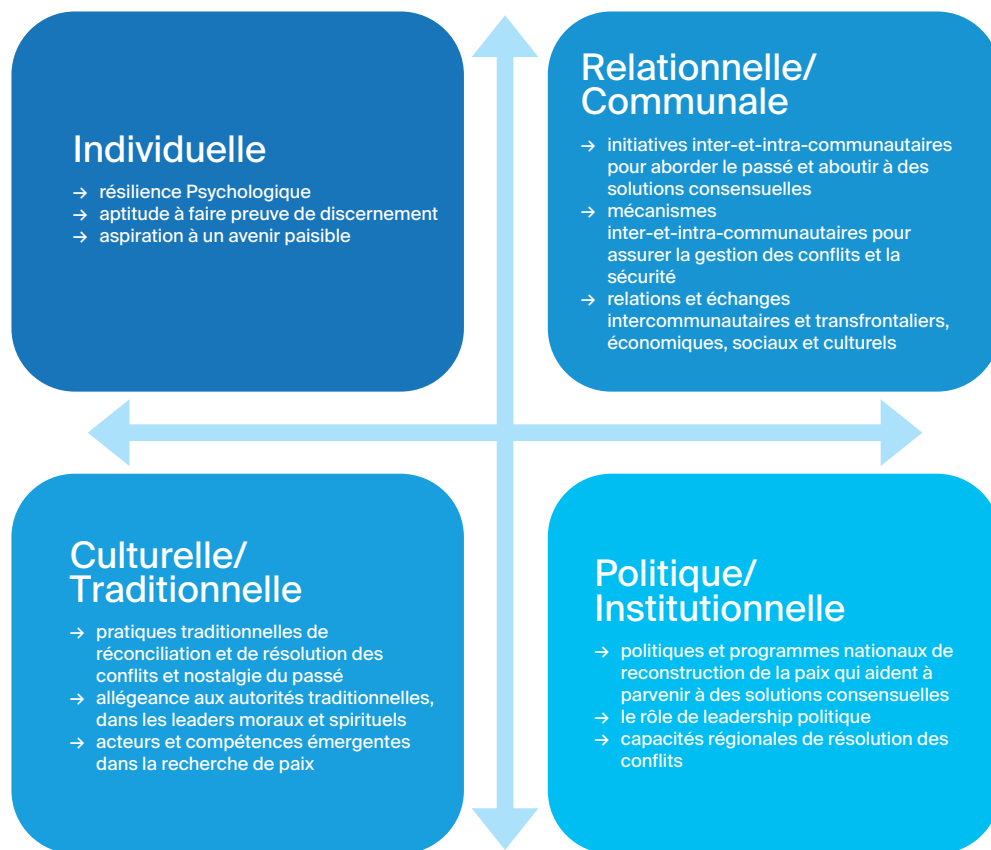 Individuelle
→ résilience Psychologique
→ aptitude à faire preuve de discernement
→ aspiration à un avenir paisible
Relationnelle/
Communale
→ initiatives inter-et-intra-communautaires
pour aborder le passé et aboutir à des
solutions consensuelles
→ mécanismes
inter-et-intra-communautaires pour
assurer la gestion des conflits et la
sécurité
→ relations et échanges
intercommunautaires et transfrontaliers,
économiques, sociaux et culturels
Culturelle/
Traditionnelle
→ pratiques traditionnelles de
réconciliation et de résolution des
conflits et nostalgie du passé
→ allégeance aux autorités traditionnelles,
dans les leaders moraux et spirituels
→ acteurs et compétences émergentes
dans la recherche de paix
Politique/
Institutionnelle
→ politiques et programmes nationaux de
reconstruction de la paix qui aident à
parvenir à des solutions consensuelles
→ le rôle de leadership politique
→ capacités régionales de résolution des
conflits